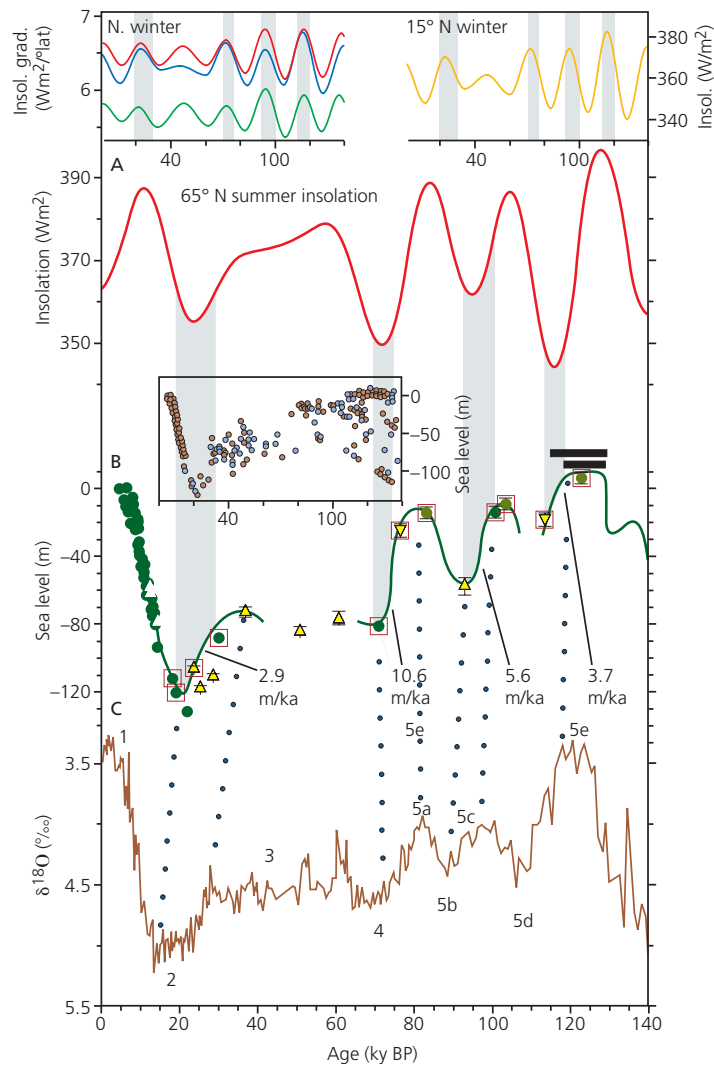 N. winter
15° N winter
Insol. grad.
(Wm²/°lat)
7
6
40
100
380
360
340
Insol. (W/m²)
40
100
A
65° N summer insolation
Insolation (Wm²)
390
370
350
0
−50
−100
Sea level (m)
40
100
B
Sea level (m)
0
−40
−80
−120
2.9
m/ka
10.6
m/ka
5.6
m/ka
3.7
m/ka
C
1
5e
5e
5a
5c
3
5b
4
5d
2
δ¹⁸O (°/₀₀)
3.5
4.5
5.5
0
20
40
60
80
100
120
140
Age (ky BP)